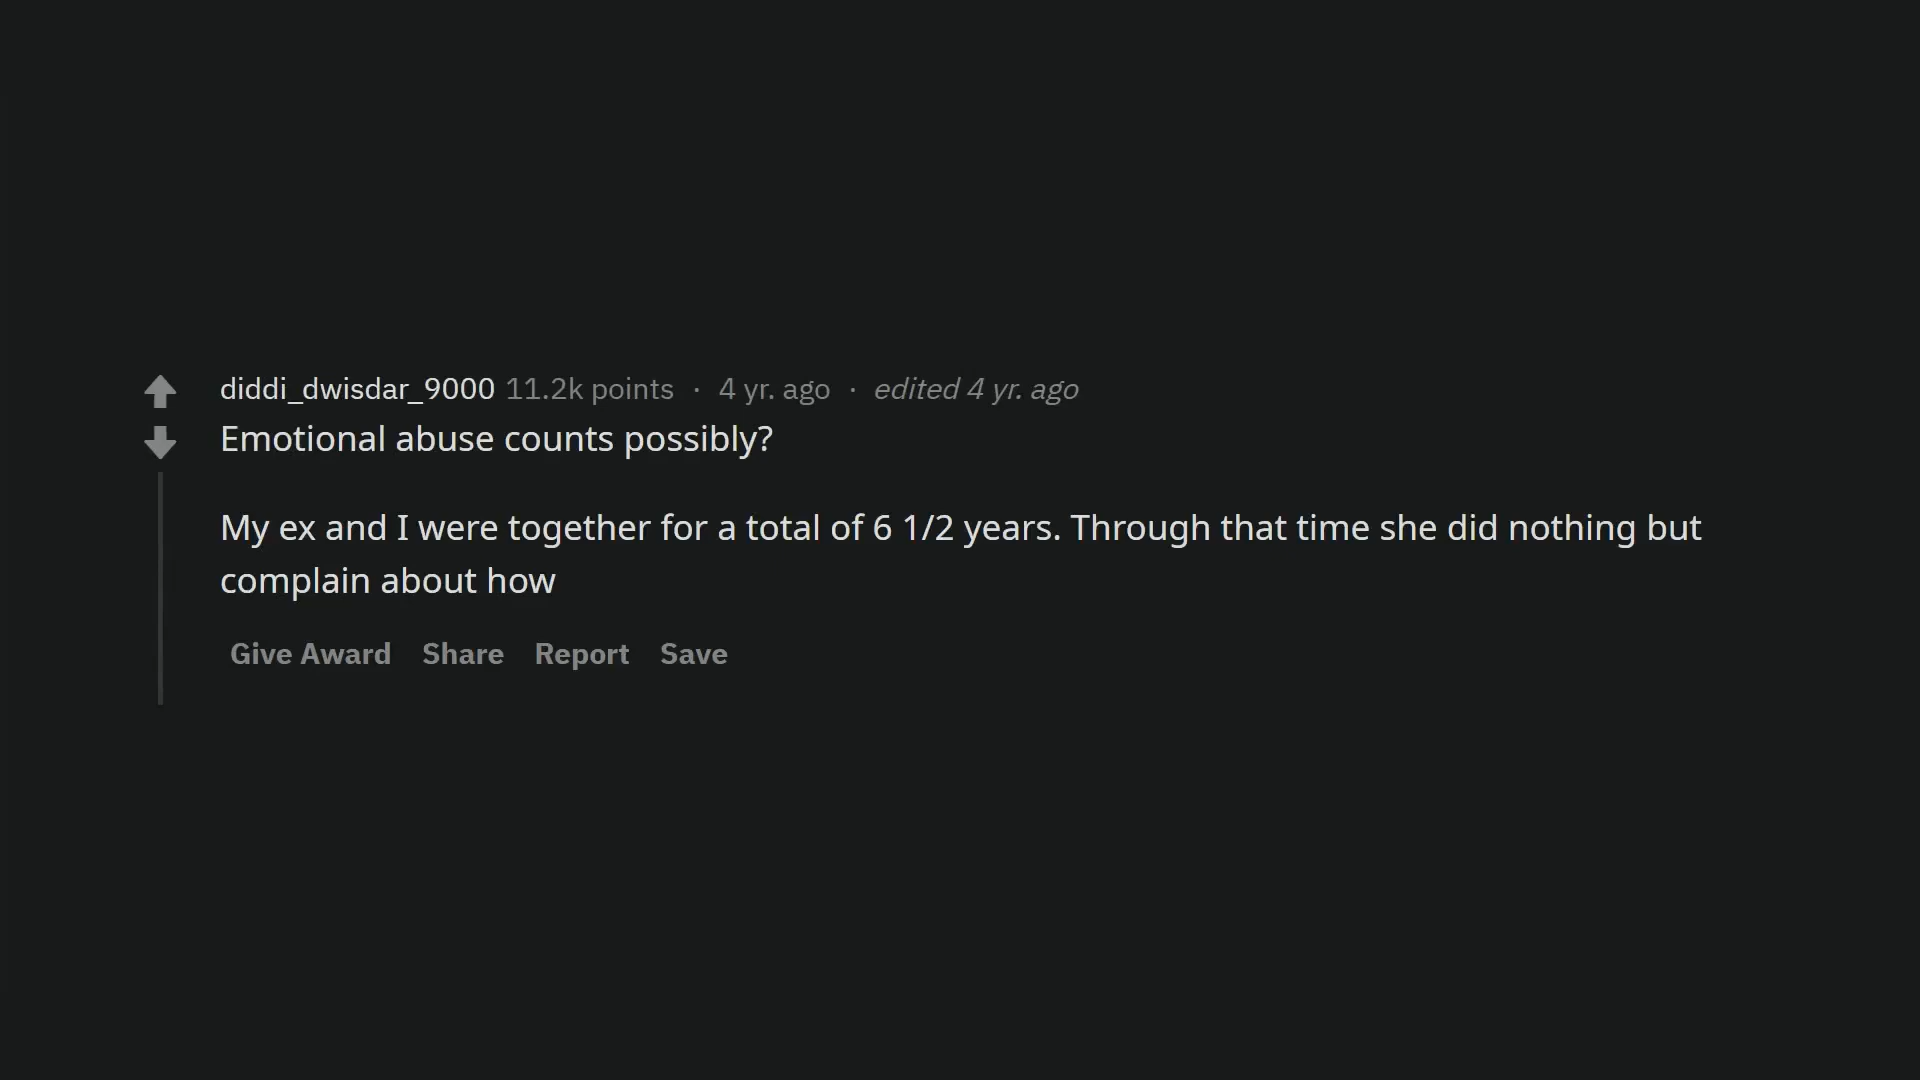 diddi_dwisdar_9000 11.2k points · 4 yr. ago · edited 4 yr. ago
Emotional abuse counts possibly?
My ex and I were together for a total of 6 1/2 years. Through that time she did nothing but
complain about how
Give Award Share Report Save